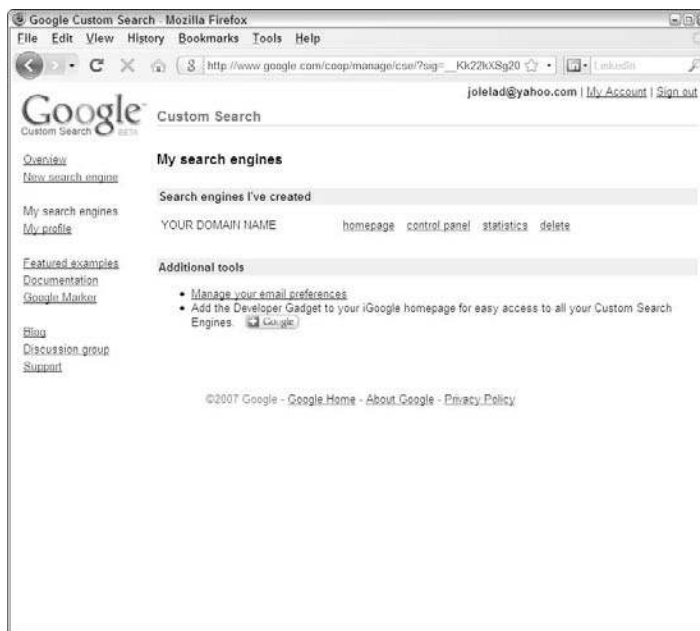 Google Custom Search - Mozilla Firefox
File Edit View History Bookmarks Tools Help
http://www.google.com/coop/manage/cse/?sig=__Kk22kXSg20
LinkedIn
jolelad@yahoo.com | My Account | Sign out
Google
Custom Search BETA
Custom Search
Overview
New search engine
My search engines
My profile
Featured examples
Documentation
Google Marker
Blog
Discussion group
Support
My search engines
Search engines I've created
YOUR DOMAIN NAME homepage control panel statistics delete
Additional tools
• Manage your email preferences
• Add the Developer Gadget to your iGoogle homepage for easy access to all your Custom Search
Engines. Google
©2007 Google - Google Home - About Google - Privacy Policy